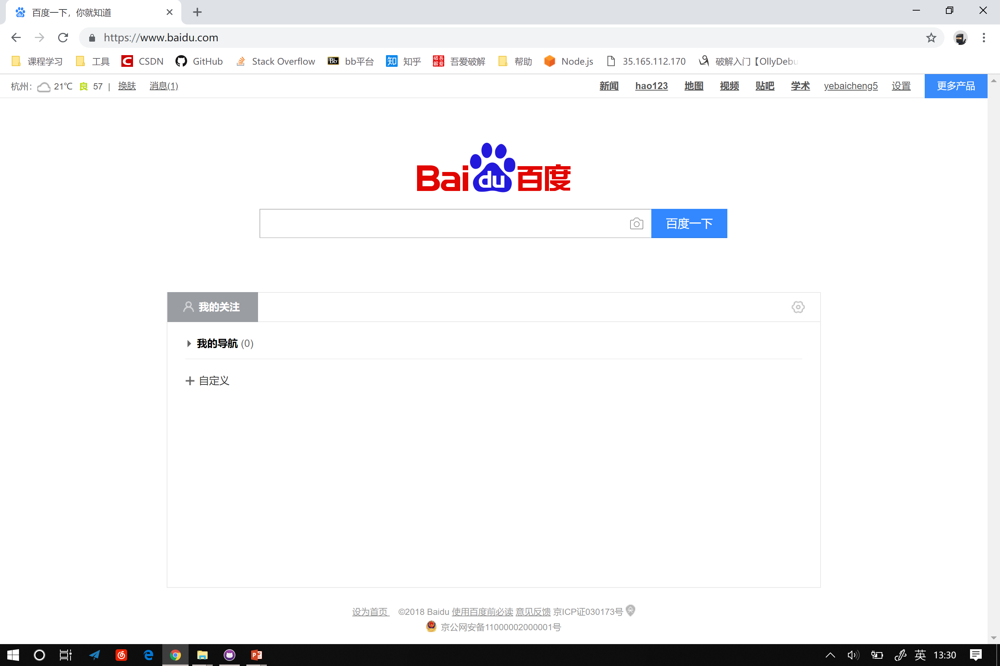 百度一下，你就知道
https://www.baidu.com
课程学习 工具 CSDN GitHub Stack Overflow bb平台 知乎 吾爱破解 帮助 Node.js 35.165.112.170 破解入门【OllyDebu
杭州： 21℃ 良 57 | 换肤 消息(1) 新闻 hao123 地图 视频 贴吧 学术 yebaicheng5 设置 更多产品
Bai du 百度
百度一下
我的关注
我的导航 (0)
自定义
设为首页 ©2018 Baidu 使用百度前必读 意见反馈 京ICP证030173号
京公网安备11000002000001号
英 13:30